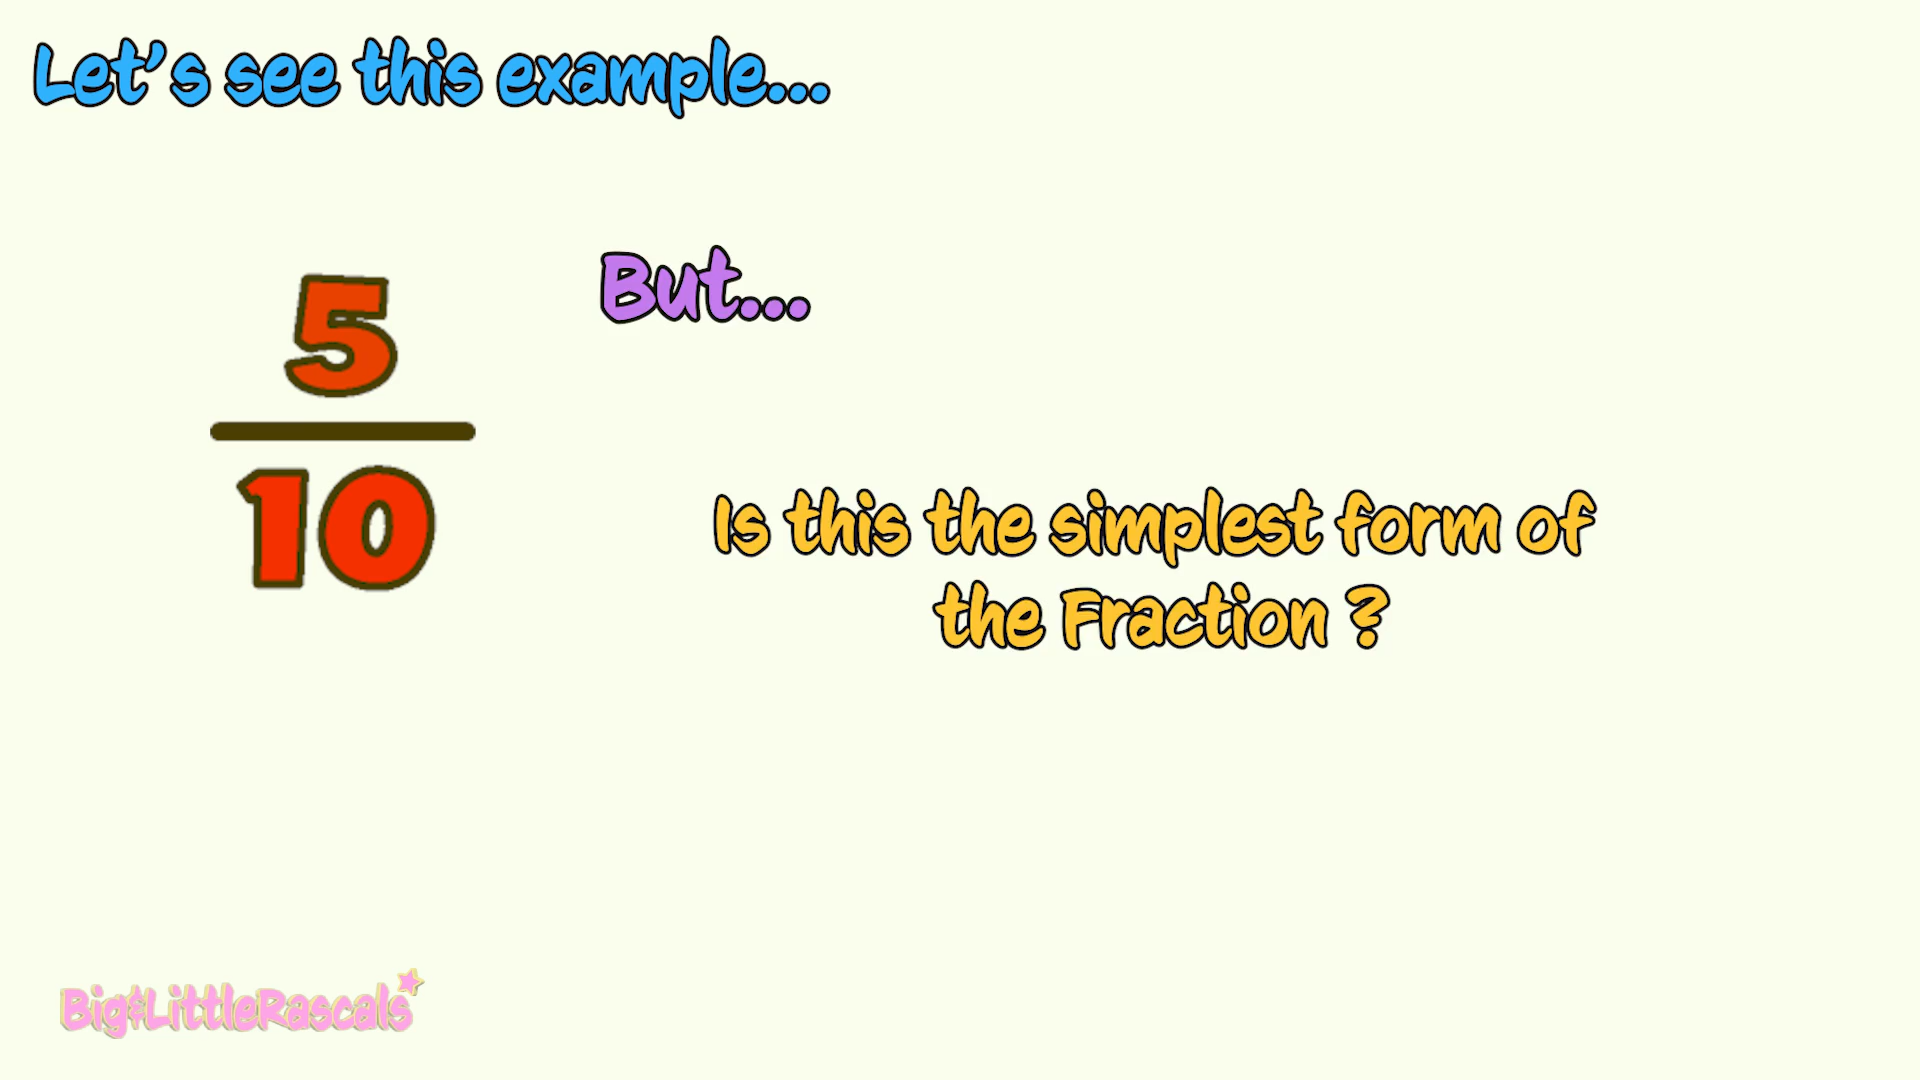 Let's see this example...
But...
5
10
Is this the simplest form of
the Fraction ?
Big&LittleRascals